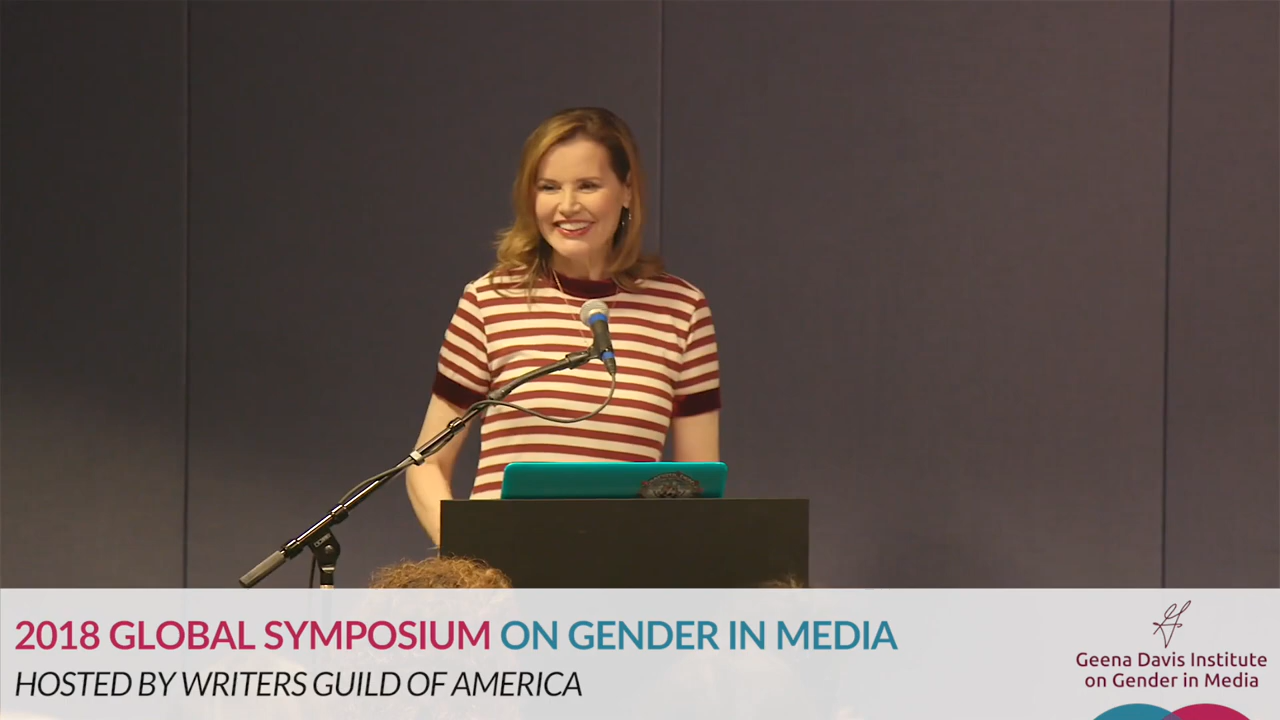 2018 GLOBAL SYMPOSIUM ON GENDER IN MEDIA
HOSTED BY WRITERS GUILD OF AMERICA
Geena Davis Institute
on Gender in Media